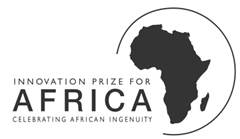 INNOVATION PRIZE FOR
AFRICA
CELEBRATING AFRICAN INGENUITY